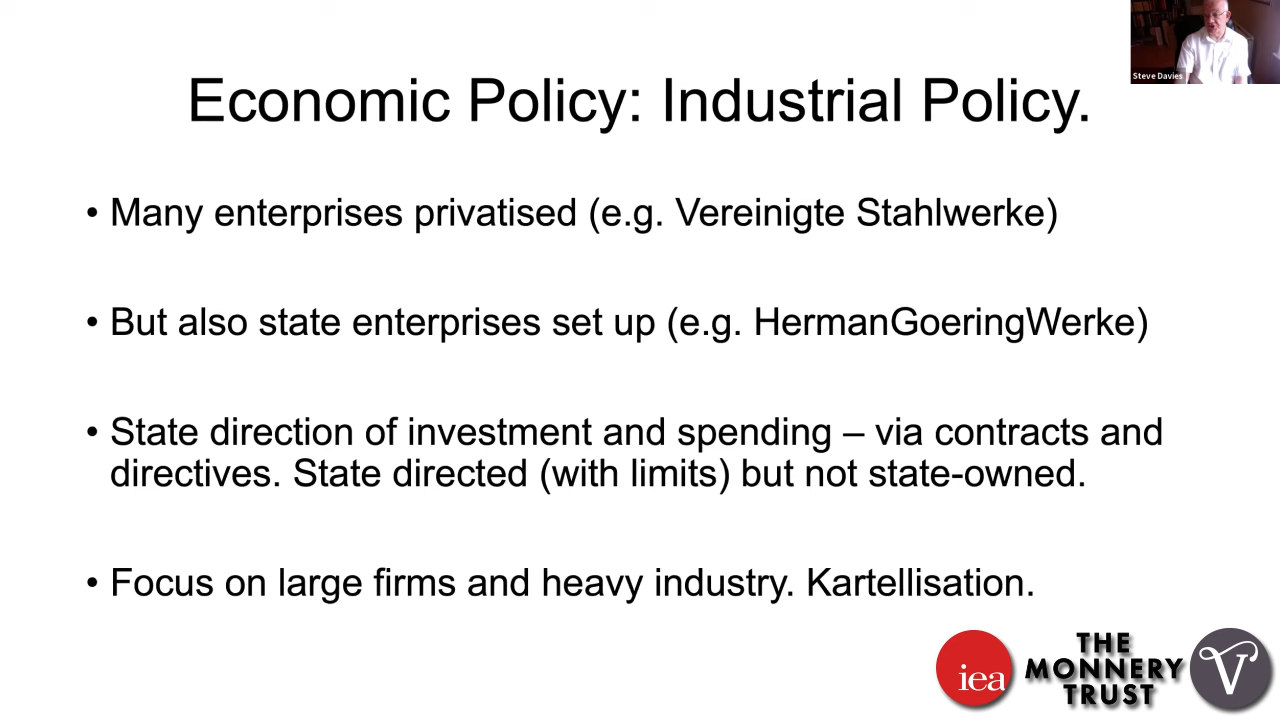 Steve Davies
Economic Policy: Industrial Policy.
• Many enterprises privatised (e.g. Vereinigte Stahlwerke)
• But also state enterprises set up (e.g. HermanGoeringWerke)
• State direction of investment and spending – via contracts and
directives. State directed (with limits) but not state-owned.
• Focus on large firms and heavy industry. Kartellisation.
iea
THE
MONNERY
TRUST
V